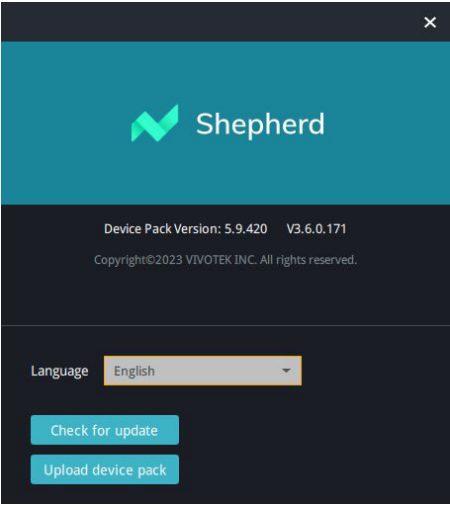 Shepherd
Device Pack Version: 5.9.420 V3.6.0.171
Copyright©2023 VIVOTEK INC. All rights reserved.
Language English
Check for update
Upload device pack